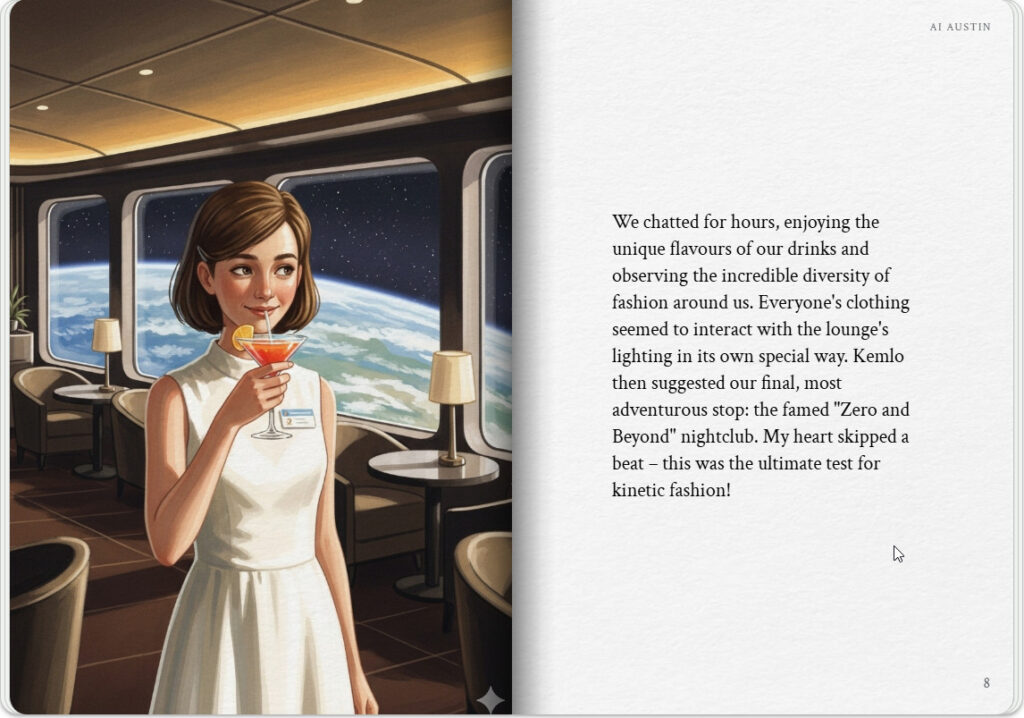 AI AUSTIN
We chatted for hours, enjoying the
unique flavours of our drinks and
observing the incredible diversity of
fashion around us. Everyone's clothing
seemed to interact with the lounge's
lighting in its own special way. Kemlo
then suggested our final, most
adventurous stop: the famed "Zero and
Beyond" nightclub. My heart skipped a
beat – this was the ultimate test for
kinetic fashion!
8